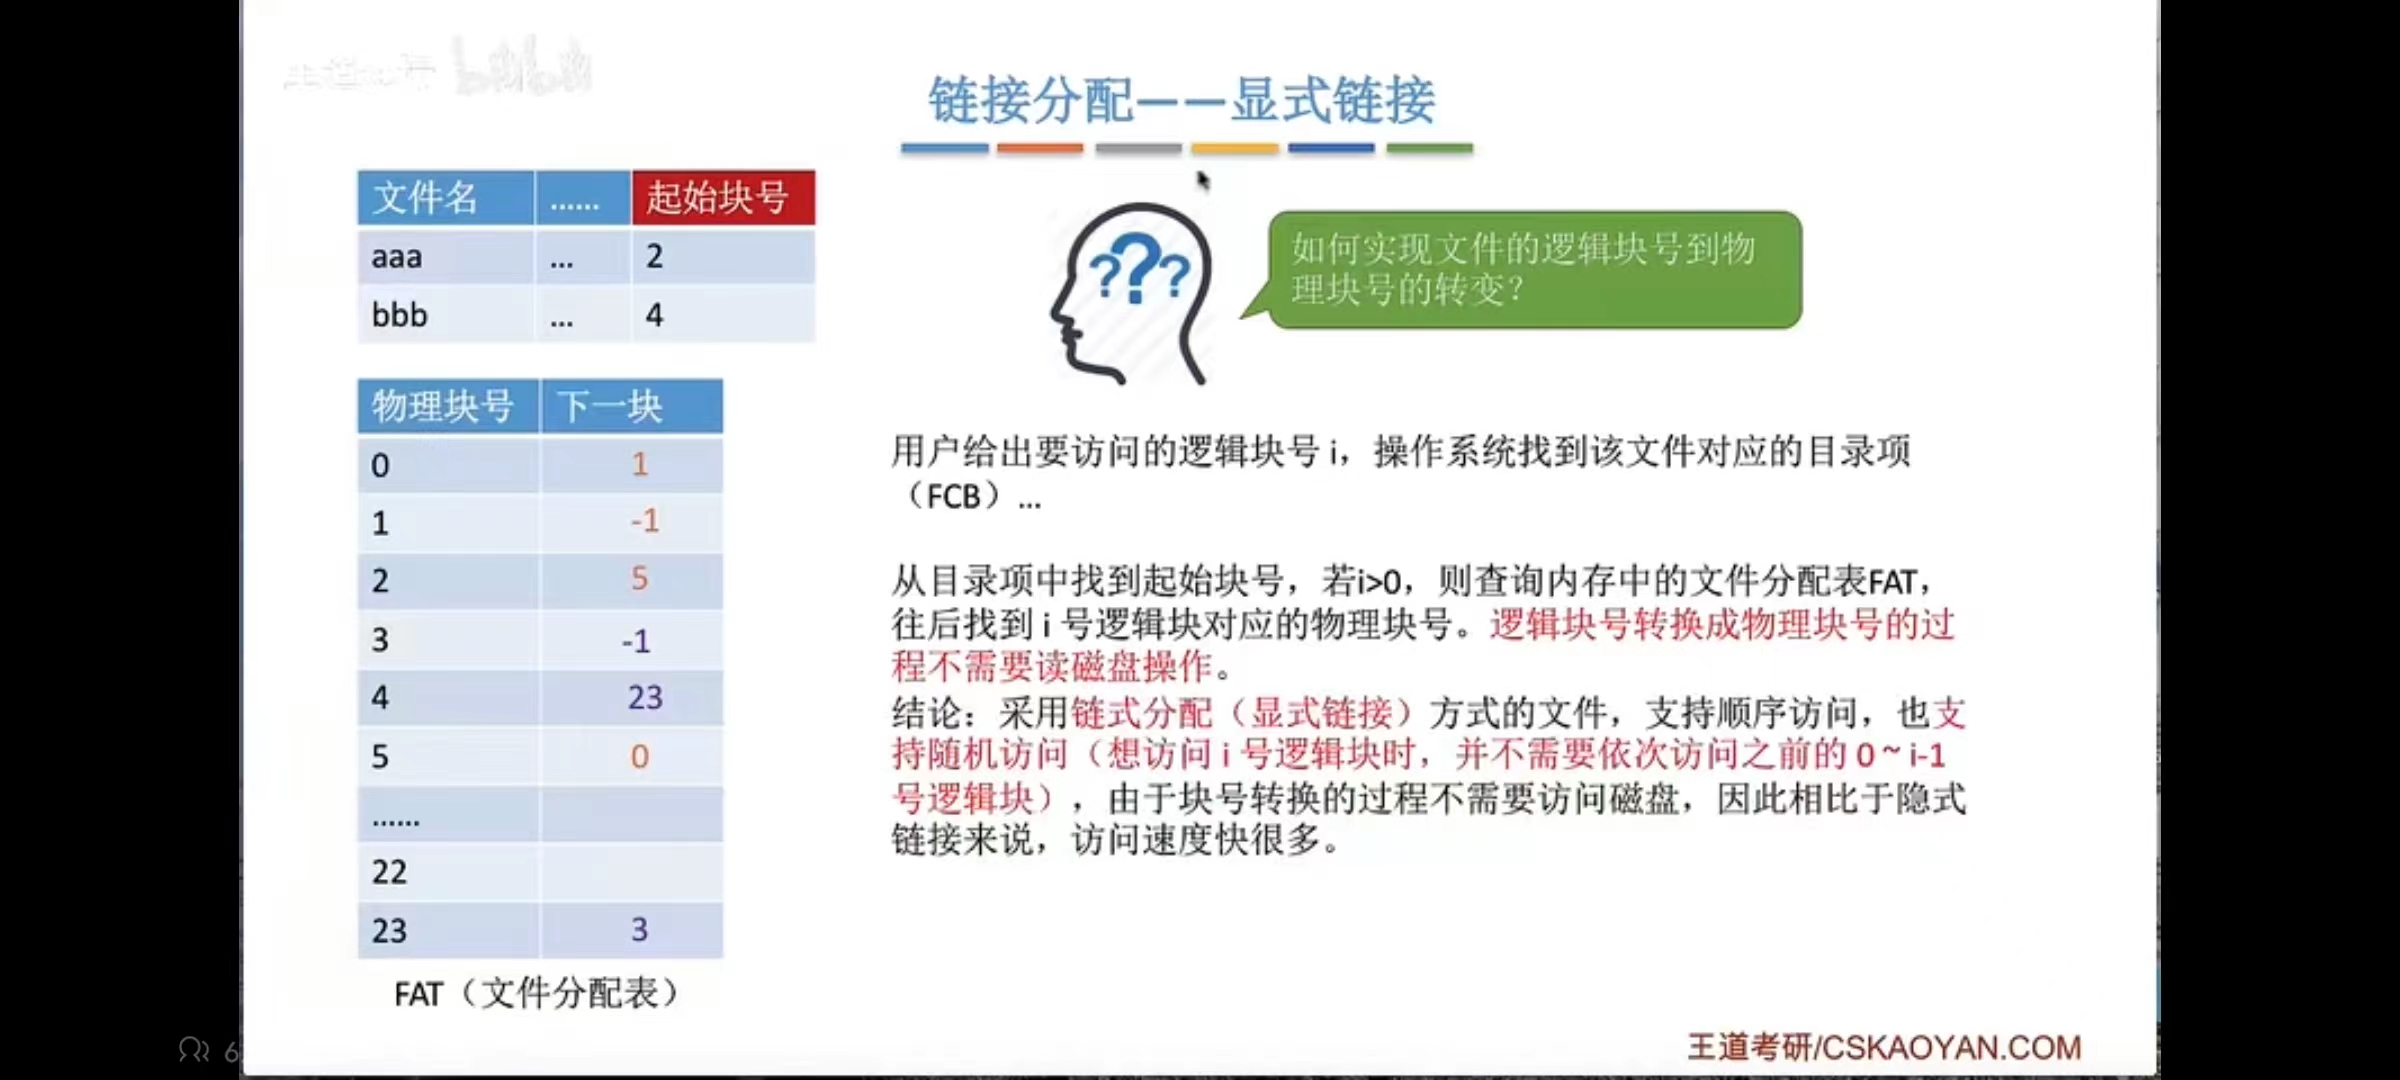 链接分配——显式链接
文件名 …… 起始块号
aaa … 2
bbb … 4
如何实现文件的逻辑块号到物
理块号的转变？
物理块号 下一块
0 1
1 -1
2 5
3 -1
4 23
5 0
……
22
23 3
FAT（文件分配表）
用户给出要访问的逻辑块号 i，操作系统找到该文件对应的目录项
（FCB）…
从目录项中找到起始块号，若i>0，则查询内存中的文件分配表FAT，
往后找到 i 号逻辑块对应的物理块号。逻辑块号转换成物理块号的过
程不需要读磁盘操作。
结论：采用链式分配（显式链接）方式的文件，支持顺序访问，也支
持随机访问（想访问 i 号逻辑块时，并不需要依次访问之前的 0 ~ i-1
号逻辑块），由于块号转换的过程不需要访问磁盘，因此相比于隐式
链接来说，访问速度快很多。
王道考研/CSKAOYAN.COM
6